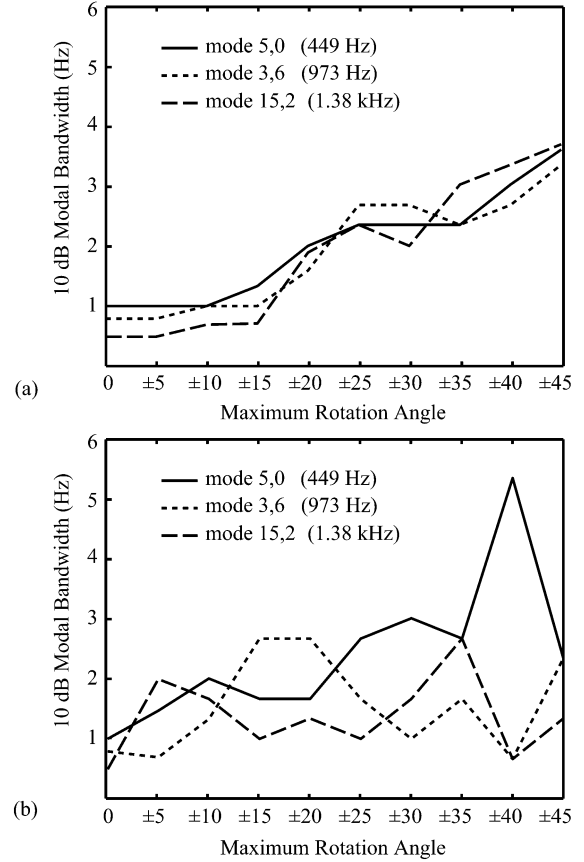 6
5
4
3
2
1
10 dB Modal Bandwidth (Hz)
mode 5,0 (449 Hz)
mode 3,6 (973 Hz)
mode 15,2 (1.38 kHz)
0 ±5 ±10 ±15 ±20 ±25 ±30 ±35 ±40 ±45
(a)
Maximum Rotation Angle
6
5
4
3
2
1
10 dB Modal Bandwidth (Hz)
mode 5,0 (449 Hz)
mode 3,6 (973 Hz)
mode 15,2 (1.38 kHz)
0 ±5 ±10 ±15 ±20 ±25 ±30 ±35 ±40 ±45
(b)
Maximum Rotation Angle